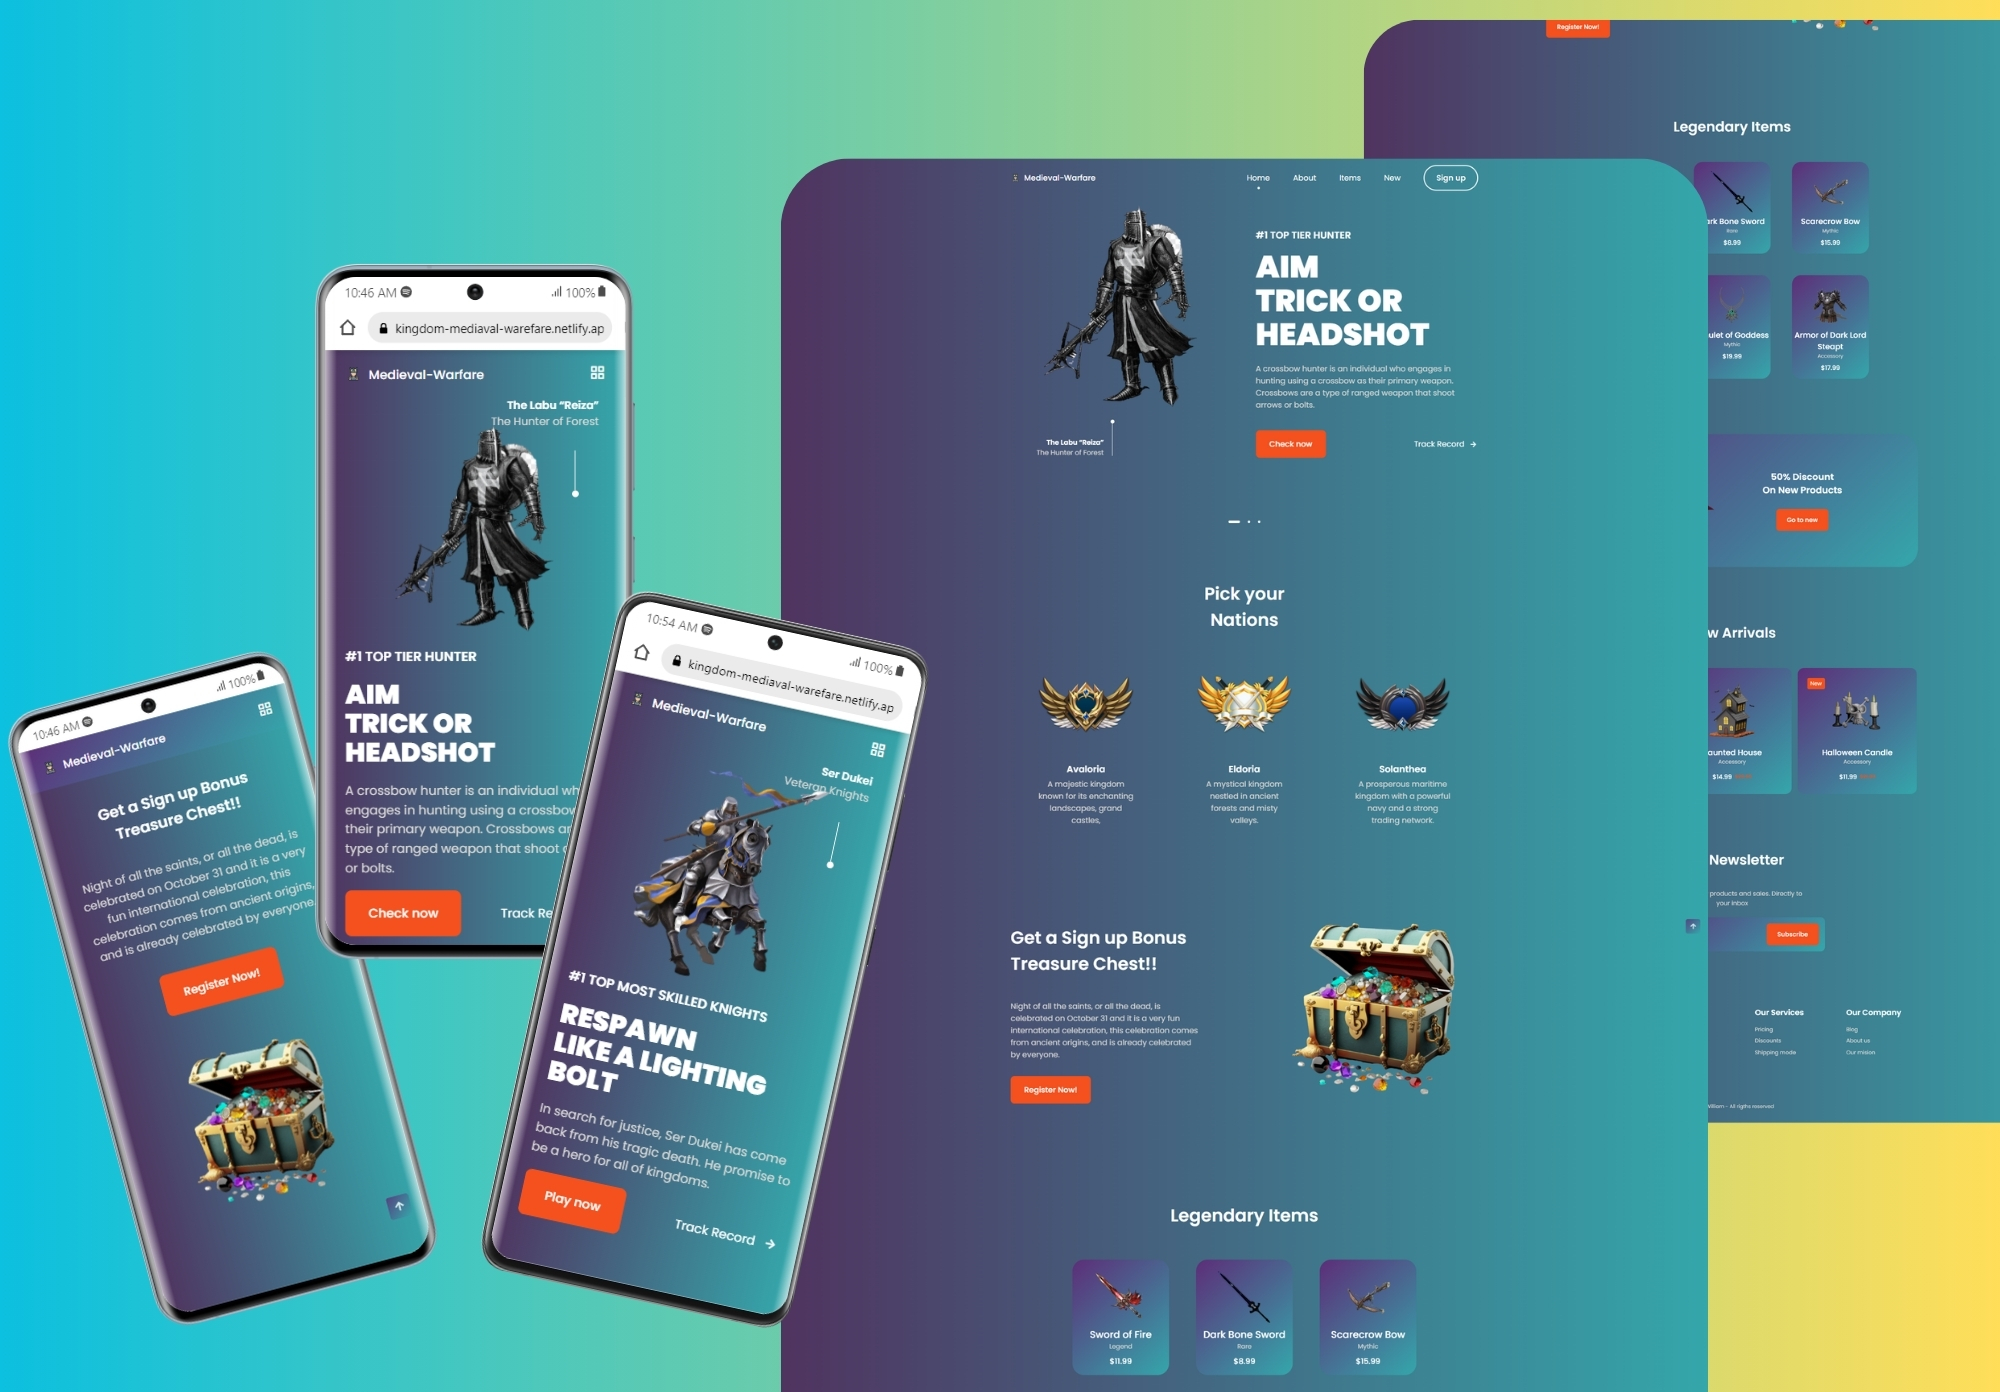 10:46 AM
100%
Medieval-Warfare
Get a Sign up Bonus
Treasure Chest!!
Night of all the saints, or all the dead, is
celebrated on October 31 and it is a very
fun international celebration, this
celebration comes from ancient origins,
and is already celebrated by everyone.
Register Now!
10:46 AM
100%
kingdom-mediaval-warefare.netlify.ap
Medieval-Warfare
The Labu "Reiza"
The Hunter of Forest
#1 TOP TIER HUNTER
AIM
TRICK OR
HEADSHOT
A crossbow hunter is an individual wh
engages in hunting using a crossbow
their primary weapon. Crossbows ar
type of ranged weapon that shoot
or bolts.
Check now
Track Re
10:54 AM
100%
kingdom-mediaval-warefare.netlify.ap
Medieval-Warfare
Ser Dukei
Veteran Knights
#1 TOP MOST SKILLED KNIGHTS
RESPAWN
LIKE A LIGHTING
BOLT
In search for justice, Ser Dukei has come
back from his tragic death. He promise to
be a hero for all of kingdoms.
Play now
Track Record
Medieval-Warfare
Home
About
Items
New
Sign up
#1 TOP TIER HUNTER
AIM
TRICK OR
HEADSHOT
A crossbow hunter is an individual who engages in
hunting using a crossbow as their primary weapon.
Crossbows are a type of ranged weapon that shoot
arrows or bolts.
The Labu "Reiza"
The Hunter of Forest
Check now
Track Record
Pick your
Nations
Avaloria
A majestic kingdom
known for its enchanting
landscapes, grand
castles,
Eldoria
A mystical kingdom
nestled in ancient
forests and misty
valleys.
Solanthea
A prosperous maritime
kingdom with a powerful
navy and a strong
trading network.
Get a Sign up Bonus
Treasure Chest!!
Night of all the saints, or all the dead, is
celebrated on October 31 and it is a very fun
international celebration, this celebration comes
from ancient origins, and is already celebrated
by everyone.
Register Now!
Legendary Items
Sword of Fire
Legend
$11.99
Dark Bone Sword
Rare
$8.99
Scarecrow Bow
Mythic
$15.99
Register Now!
Legendary Items
ark Bone Sword
Rare
$8.99
Scarecrow Bow
Mythic
$15.99
ulet of Goddess
Mythic
$19.99
Armor of Dark Lord
Steapt
Accessory
$17.99
50% Discount
On New Products
Go to new
w Arrivals
aunted House
Accessory
$14.99
New
Halloween Candle
Accessory
$11.99
Newsletter
products and sales. Directly to
your inbox
Subscribe
Our Services
Pricing
Discounts
Shipping mode
Our Company
Blog
About us
Our mision
William - All rigths reserved